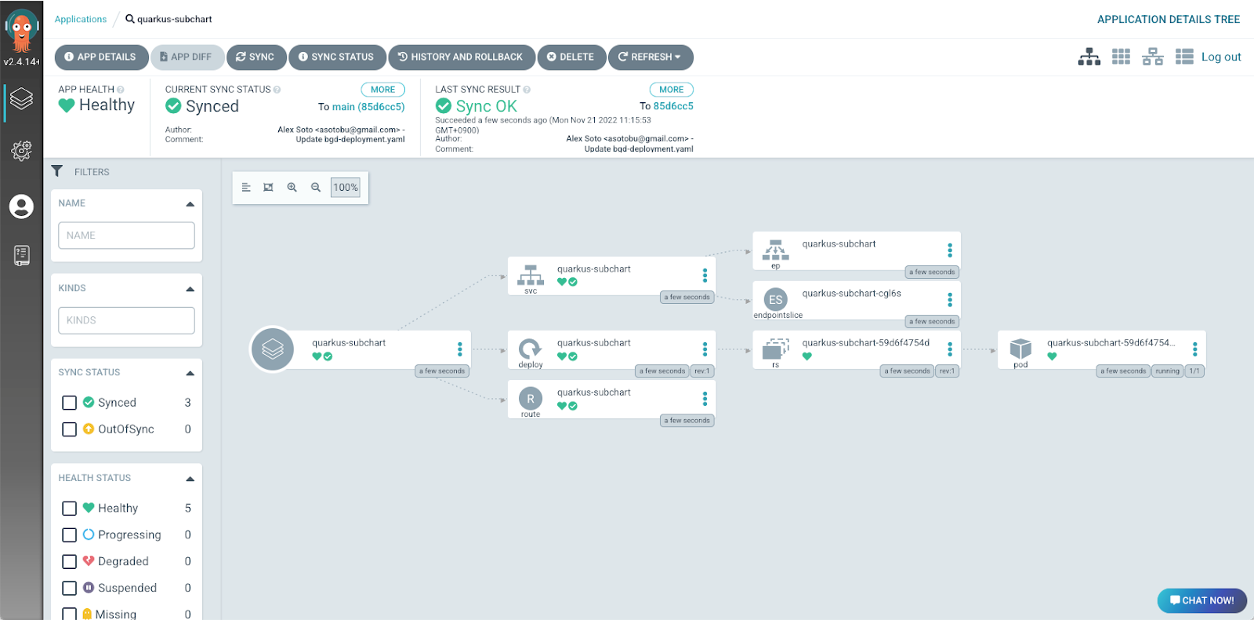 Applications / quarkus-subchart
APPLICATION DETAILS TREE
v2.4.14+
APP DETAILS
APP DIFF
SYNC
SYNC STATUS
HISTORY AND ROLLBACK
DELETE
REFRESH
Log out
APP HEALTH
Healthy
CURRENT SYNC STATUS
MORE
Synced
To main (85d6cc5)
Author: Alex Soto <asotobu@gmail.com> -
Comment: Update bgd-deployment.yaml
LAST SYNC RESULT
MORE
Sync OK
To 85d6cc5
Succeeded a few seconds ago (Mon Nov 21 2022 11:15:53
GMT+0900)
Author: Alex Soto <asotobu@gmail.com> -
Comment: Update bgd-deployment.yaml
FILTERS
NAME
NAME
KINDS
KINDS
SYNC STATUS
Synced 3
OutOfSync 0
HEALTH STATUS
Healthy 5
Progressing 0
Degraded 0
Suspended 0
Missing 0
100%
quarkus-subchart
a few seconds
quarkus-subchart
svc
a few seconds
quarkus-subchart
deploy
a few seconds
rev:1
R
quarkus-subchart
route
a few seconds
quarkus-subchart
ep
a few seconds
ES
quarkus-subchart-cgl6s
endpointslice
a few seconds
quarkus-subchart-59d6f4754d
rs
a few seconds
rev:1
quarkus-subchart-59d6f4754...
pod
a few seconds
running
1/1
CHAT NOW!